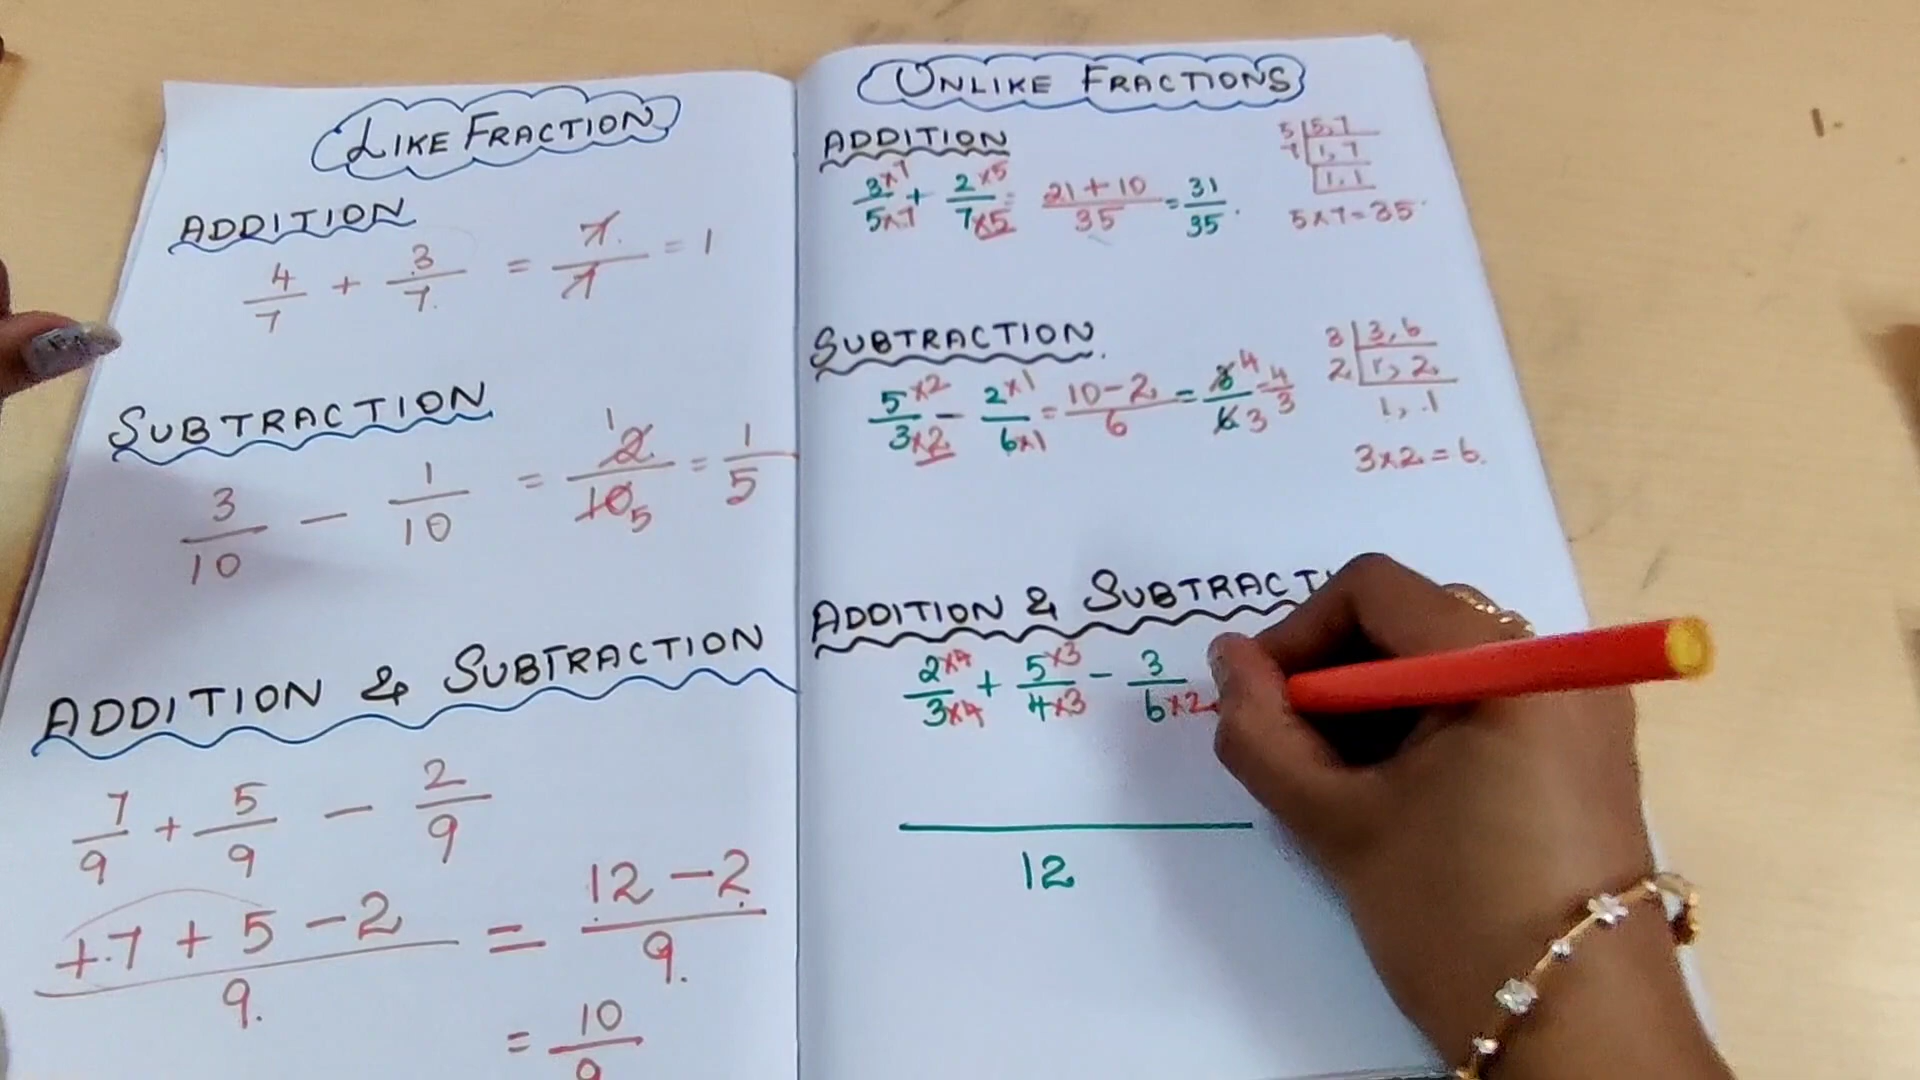 LIKE FRACTION
ADDITION
4/7 + 3/7 = 7/7 = 1
SUBTRACTION
3/10 - 1/10 = 2 1/10 5 = 1/5
ADDITION & SUBTRACTION
7/9 + 5/9 - 2/9
+7+5-2/9. = 12-2/9.
= 10/9
UNLIKE FRACTIONS
ADDITION
3×7/5×7 + 2×5/7×5 = 21+10/35 = 31/35.
5 | 5,7
7 | 1,7
1,1
5×7=35
SUBTRACTION
5×2/3×2 - 2×1/6×1 = 10-2/6 = 8 4/6 3 = 4/3
3 | 3,6
2 | 1,2
1,1
3×2=6.
ADDITION & SUBTRACTI
2×4/3×4 + 5×3/4×3 - 3/6×2
12